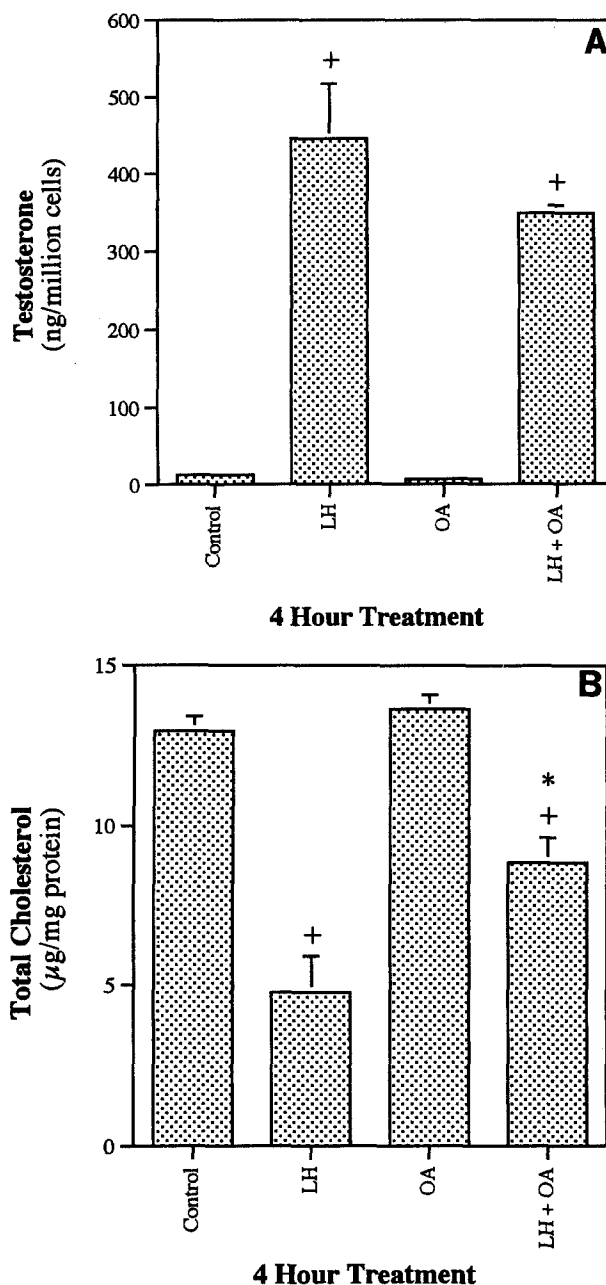 A
600
500
400
300
200
100
0
Testosterone
(ng/million cells)
+
+
Control
LH
OA
LH + OA
4 Hour Treatment
B
15
10
5
0
Total Cholesterol
(μg/mg protein)
+
*
+
Control
LH
OA
LH + OA
4 Hour Treatment